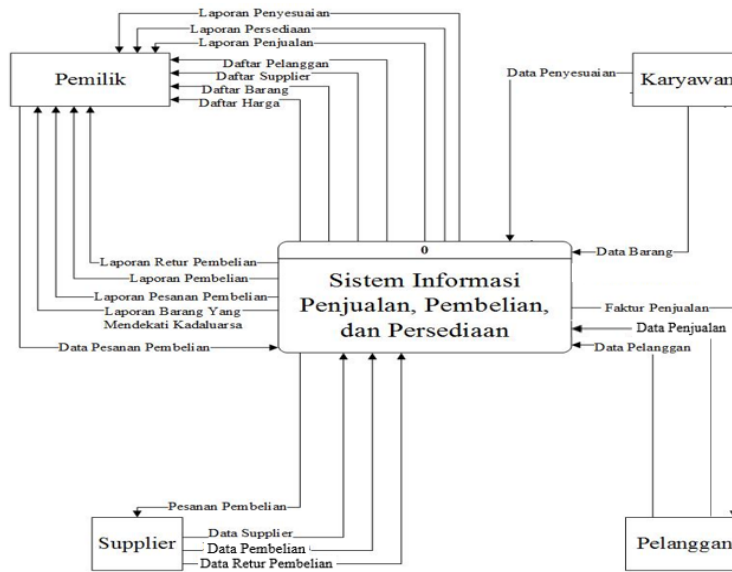 Laporan Penyesuaian
Laporan Persediaan
Laporan Penjualan
Pemilik
Daftar Pelanggan
Daftar Supplier
Daftar Barang
Daftar Harga
Data Penyesuaian
Karyawan
0
Sistem Informasi
Penjualan, Pembelian,
dan Persediaan
Data Barang
Laporan Retur Pembelian
Laporan Pembelian
Laporan Pesanan Pembelian
Laporan Barang Yang
Mendekati Kadaluarsa
Data Pesanan Pembelian
Faktur Penjualan
Data Penjualan
Data Pelanggan
Pesanan Pembelian
Supplier
Data Supplier
Data Pembelian
Data Retur Pembelian
Pelanggan